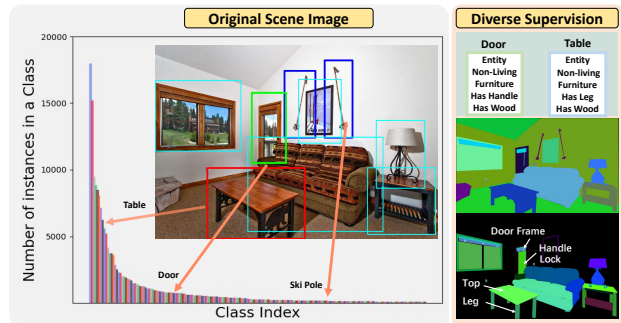 Original Scene Image
Number of instances in a Class
20000
15000
10000
5000
Table
Door
Ski Pole
Class Index
Diverse Supervision
Door
Entity
Non-Living
Furniture
Has Handle
Has Wood
Table
Entity
Non-living
Furniture
Has Leg
Has Wood
Door Frame
Handle
Lock
Top
Leg